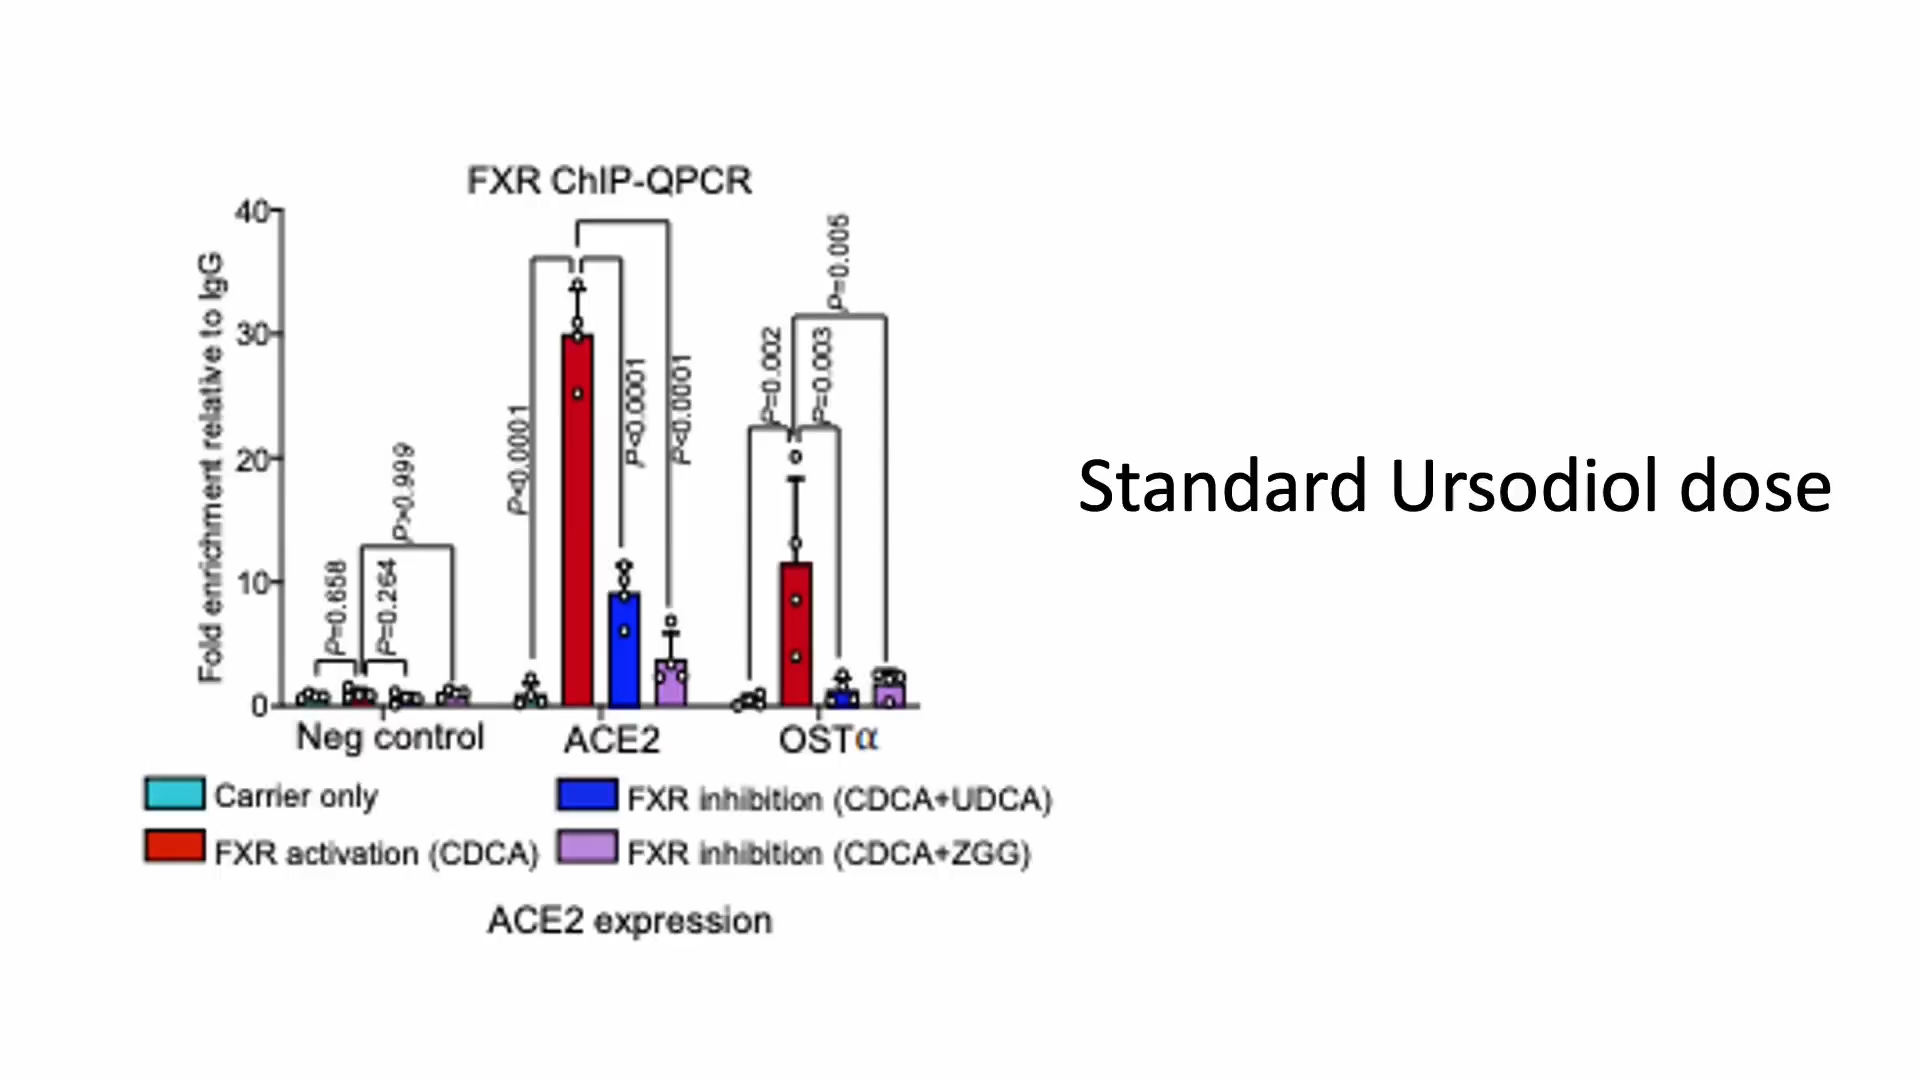 FXR ChIP-QPCR
Fold enrichment relative to IgG
40
30
20
10
0
P=0.658
P=0.264
P>0.999
P<0.0001
P<0.0001
P<0.0001
P=0.002
P=0.003
P=0.005
Neg control
ACE2
OSTα
Carrier only
FXR activation (CDCA)
FXR inhibition (CDCA+UDCA)
FXR inhibition (CDCA+ZGG)
ACE2 expression
Standard Ursodiol dose